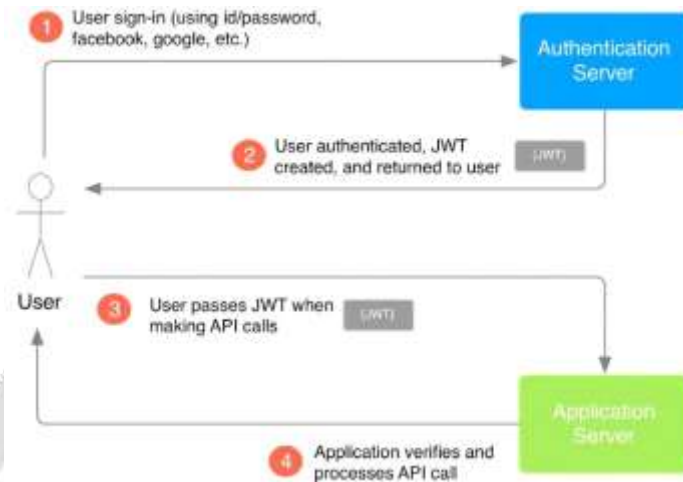 1
User sign-in (using id/password,
facebook, google, etc.)
Authentication
Server
2
User authenticated, JWT
created, and returned to user
{JWT}
User
3
User passes JWT when
making API calls
{JWT}
Application
Server
4
Application verifies and
processes API call